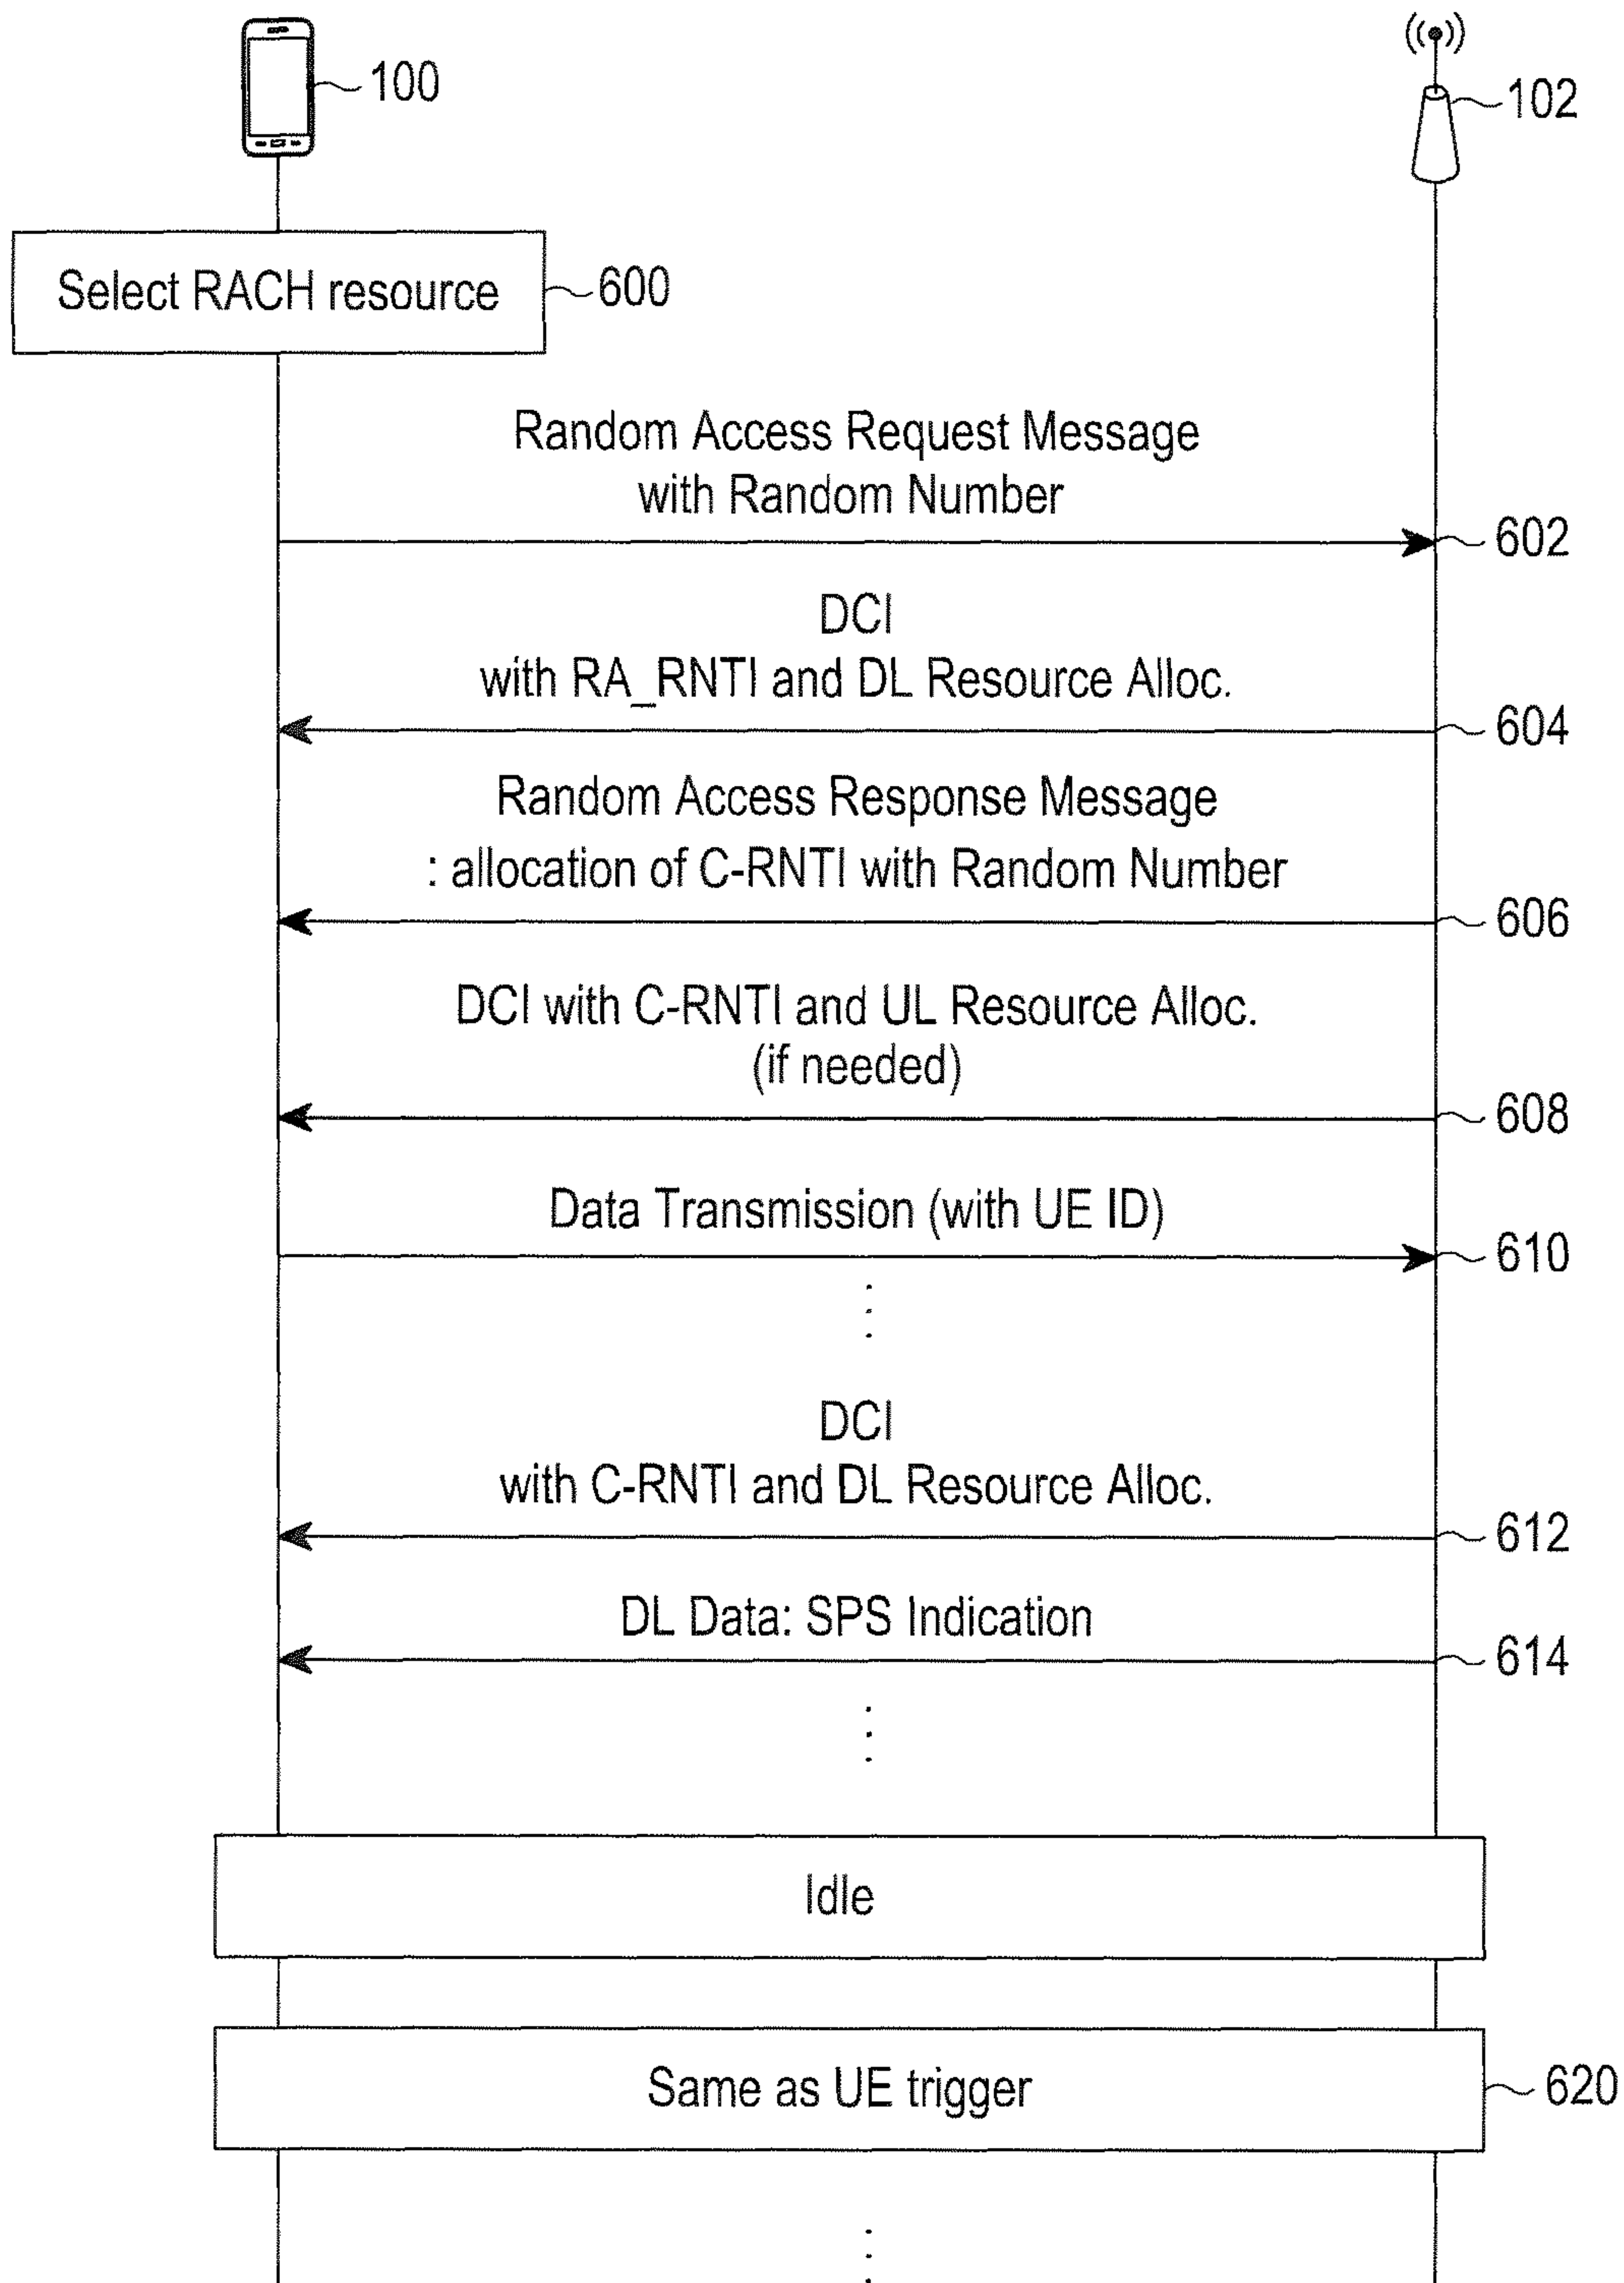 100
102
Select RACH resource
600
Random Access Request Message
with Random Number
602
DCI
with RA_RNTI and DL Resource Alloc.
604
Random Access Response Message
: allocation of C-RNTI with Random Number
606
DCI with C-RNTI and UL Resource Alloc.
(if needed)
608
Data Transmission (with UE ID)
610
DCI
with C-RNTI and DL Resource Alloc.
612
DL Data: SPS Indication
614
Idle
Same as UE trigger
620